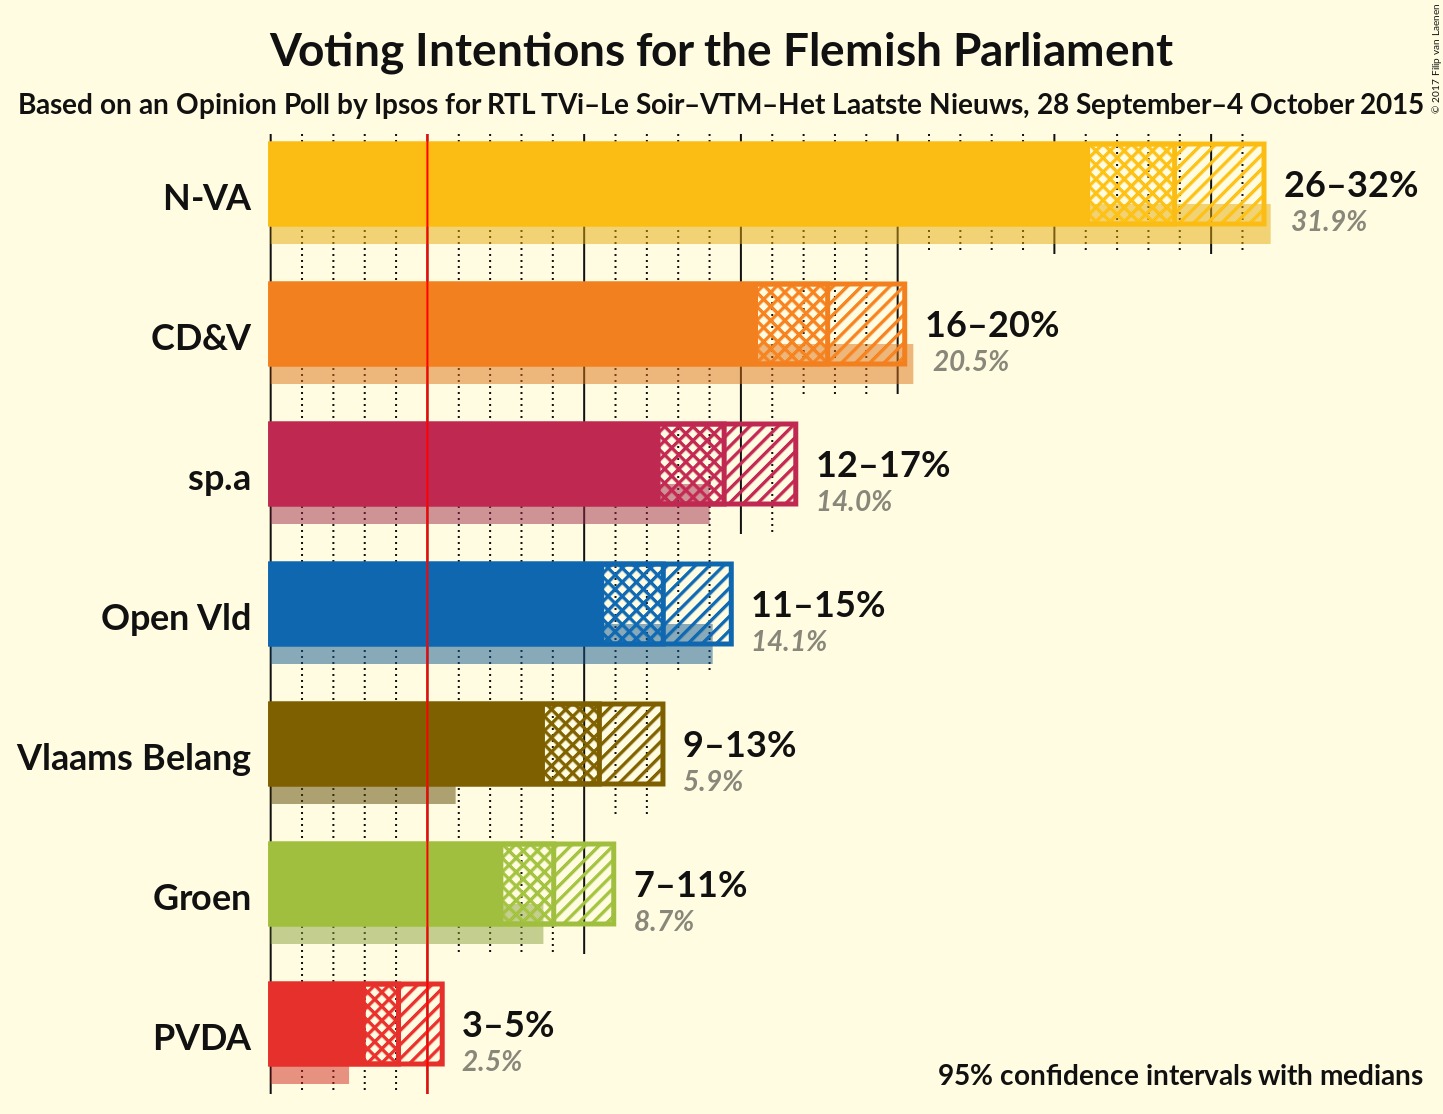 Voting Intentions for the Flemish Parliament
Based on an Opinion Poll by Ipsos for RTL TVi–Le Soir–VTM–Het Laatste Nieuws, 28 September–4 October 2015
© 2017 Filip van Laenen
N-VA
26–32%
31.9%
CD&V
16–20%
20.5%
sp.a
12–17%
14.0%
Open Vld
11–15%
14.1%
Vlaams Belang
9–13%
5.9%
Groen
7–11%
8.7%
PVDA
3–5%
2.5%
95% confidence intervals with medians